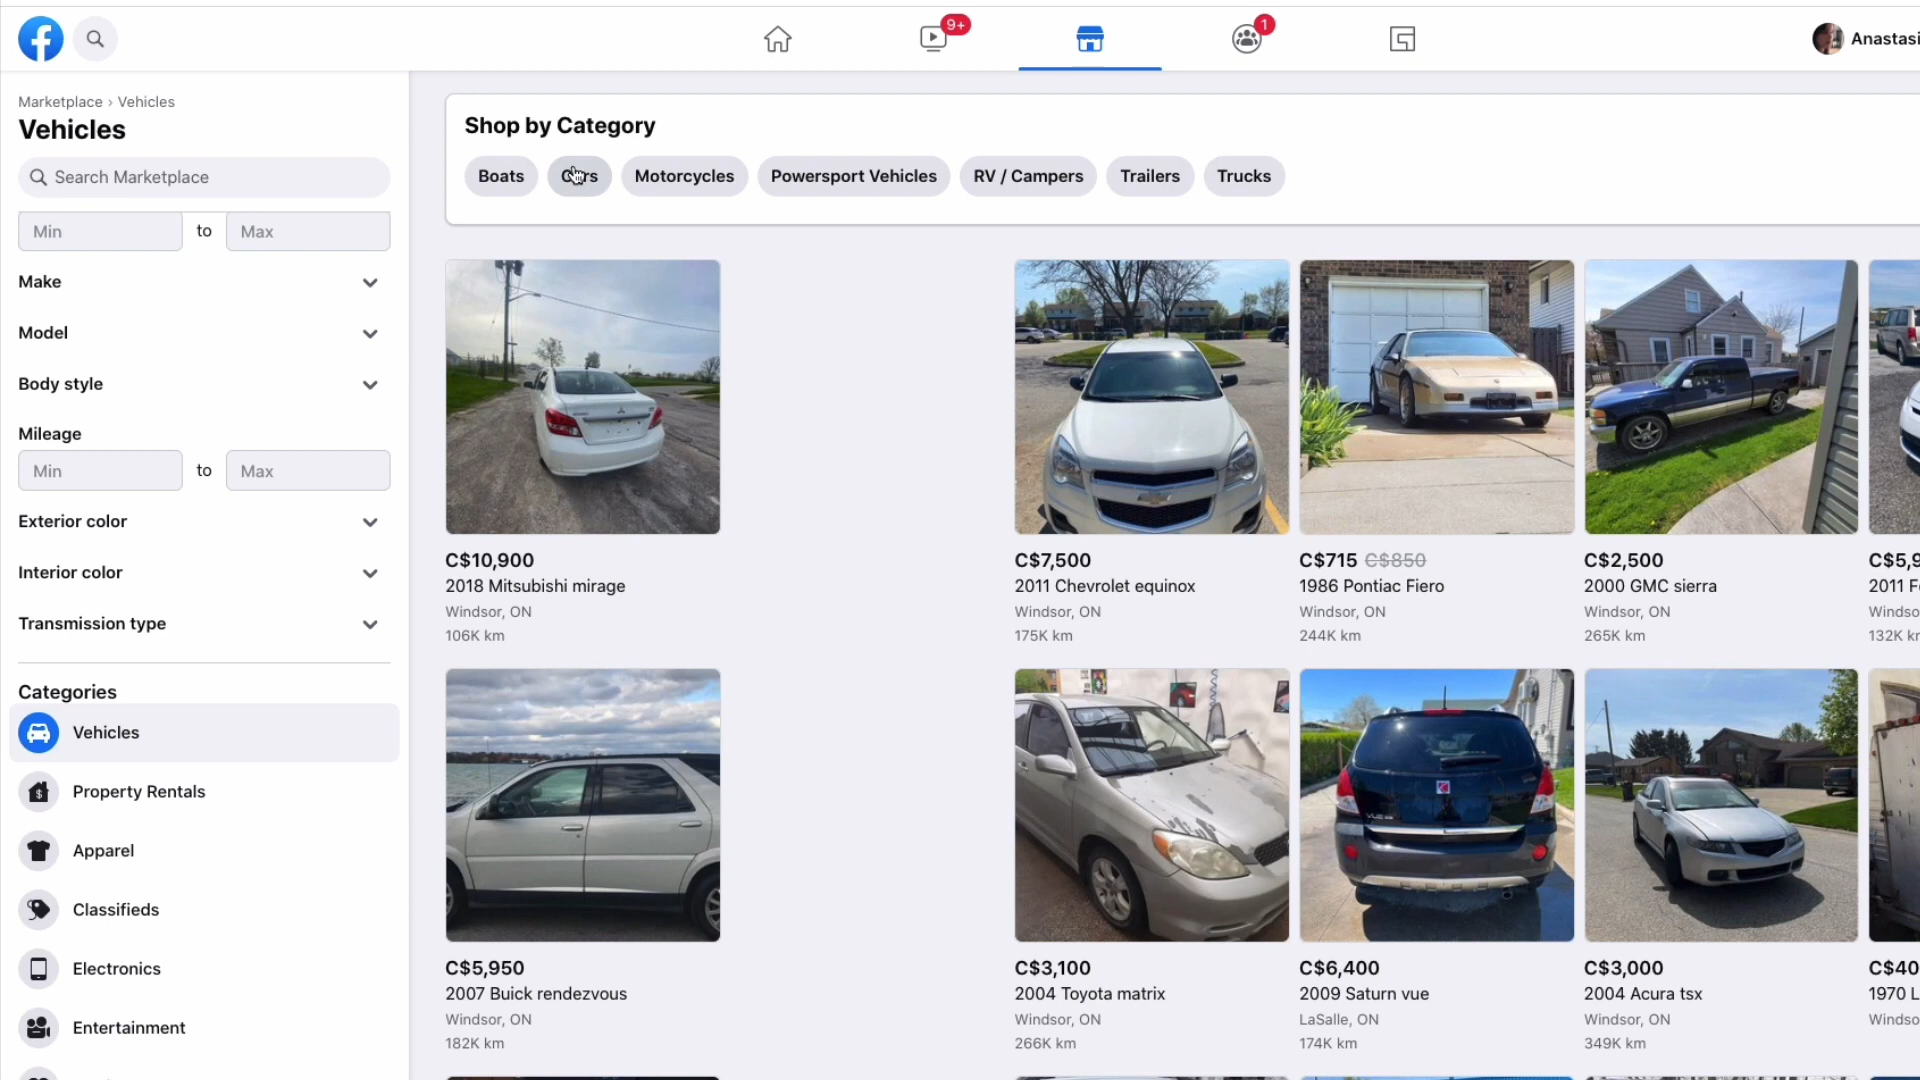 9+
1
Anastasi
Marketplace › Vehicles
Vehicles
Search Marketplace
Min to Max
Make
Model
Body style
Mileage
Min to Max
Exterior color
Interior color
Transmission type
Categories
Vehicles
Property Rentals
Apparel
Classifieds
Electronics
Entertainment
Shop by Category
Boats Cars Motorcycles Powersport Vehicles RV / Campers Trailers Trucks
C$10,900
2018 Mitsubishi mirage
Windsor, ON
106K km
C$7,500
2011 Chevrolet equinox
Windsor, ON
175K km
C$715 C$850
1986 Pontiac Fiero
Windsor, ON
244K km
C$2,500
2000 GMC sierra
Windsor, ON
265K km
C$5,9
2011 F
Windso
132K k
C$5,950
2007 Buick rendezvous
Windsor, ON
182K km
C$3,100
2004 Toyota matrix
Windsor, ON
266K km
C$6,400
2009 Saturn vue
LaSalle, ON
174K km
C$3,000
2004 Acura tsx
Windsor, ON
349K km
C$40
1970 L
Windso